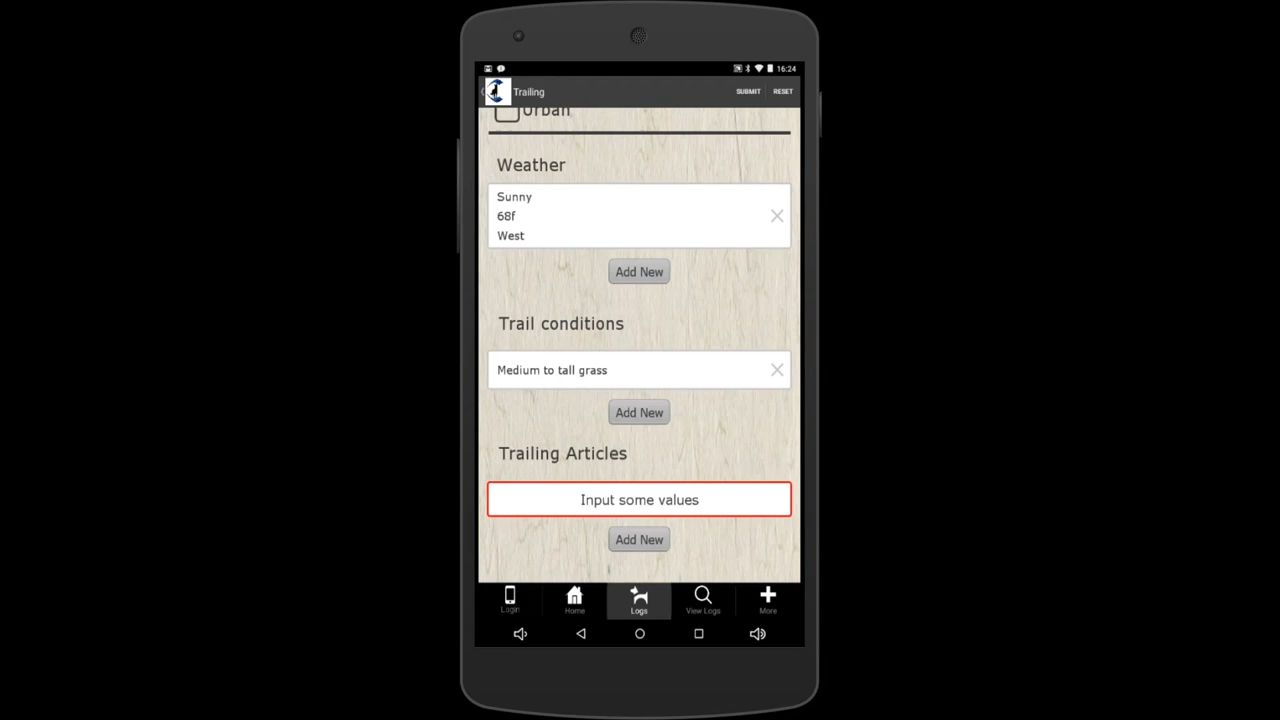 16:24
Trailing
SUBMIT
RESET
Urban
Weather
Sunny
68f
West
Add New
Trail conditions
Medium to tall grass
Add New
Trailing Articles
Input some values
Add New
Login
Home
Logs
View Logs
More